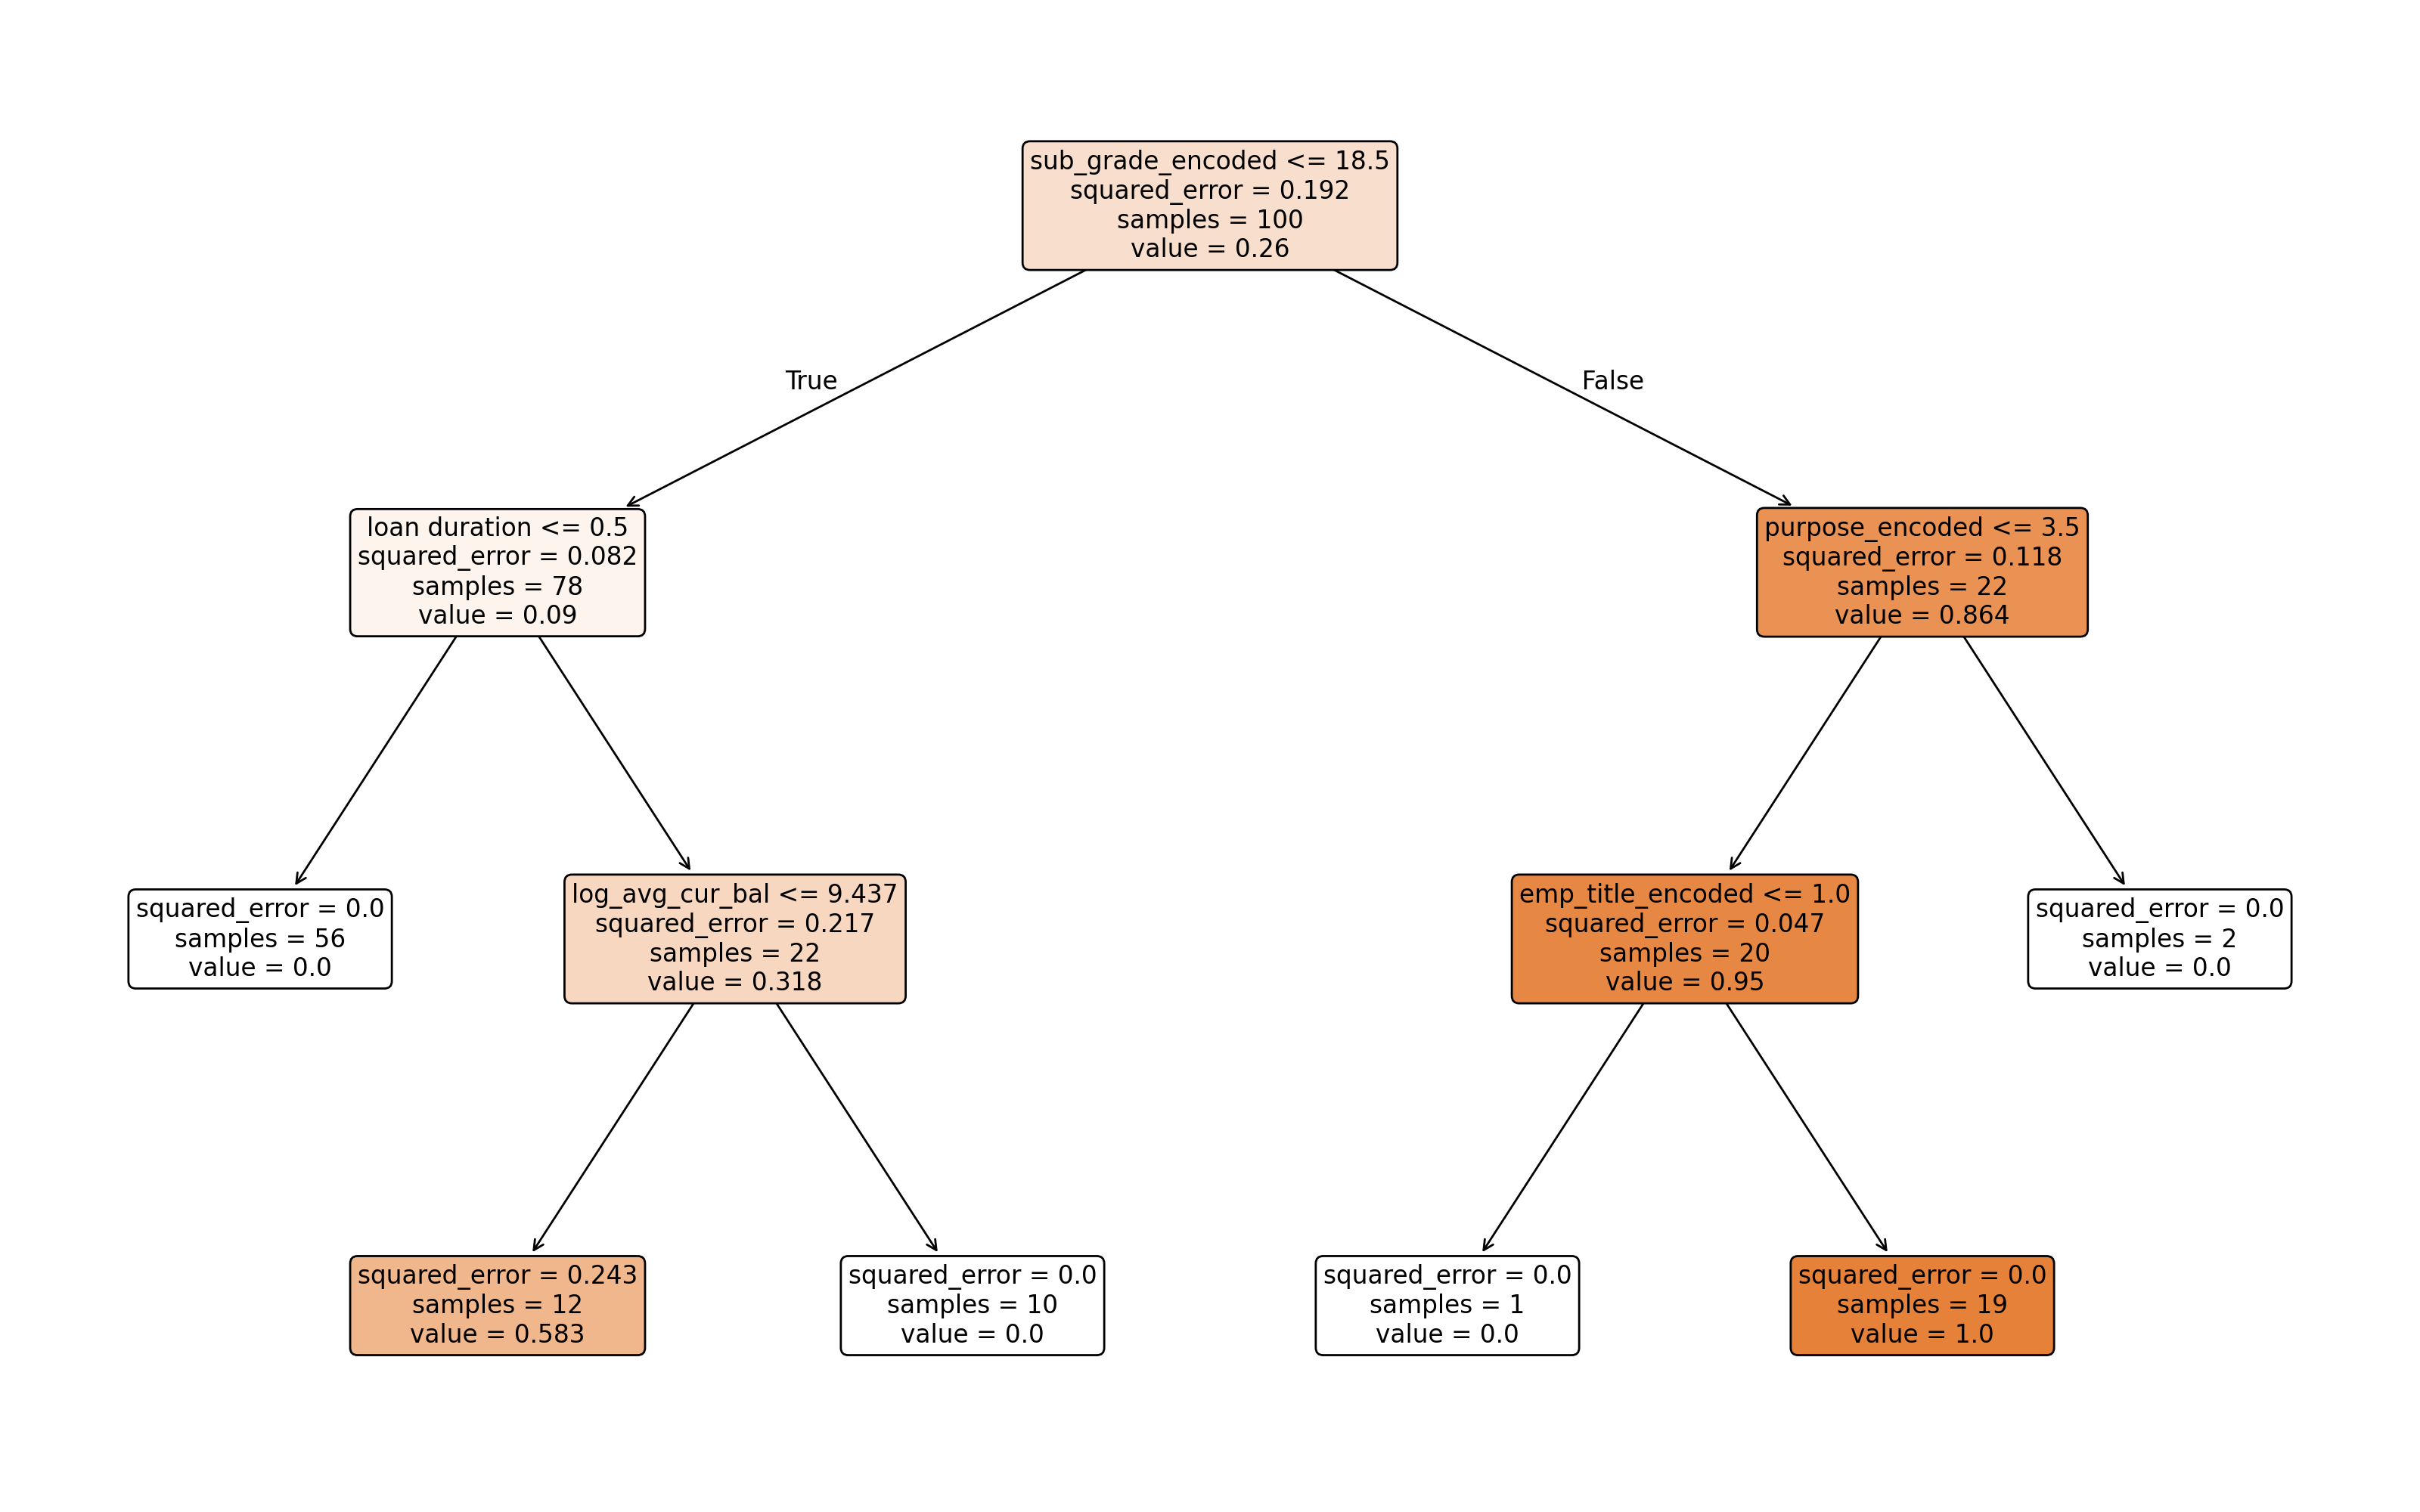 sub_grade_encoded <= 18.5
squared_error = 0.192
samples = 100
value = 0.26
True
False
loan duration <= 0.5
squared_error = 0.082
samples = 78
value = 0.09
purpose_encoded <= 3.5
squared_error = 0.118
samples = 22
value = 0.864
squared_error = 0.0
samples = 56
value = 0.0
log_avg_cur_bal <= 9.437
squared_error = 0.217
samples = 22
value = 0.318
emp_title_encoded <= 1.0
squared_error = 0.047
samples = 20
value = 0.95
squared_error = 0.0
samples = 2
value = 0.0
squared_error = 0.243
samples = 12
value = 0.583
squared_error = 0.0
samples = 10
value = 0.0
squared_error = 0.0
samples = 1
value = 0.0
squared_error = 0.0
samples = 19
value = 1.0